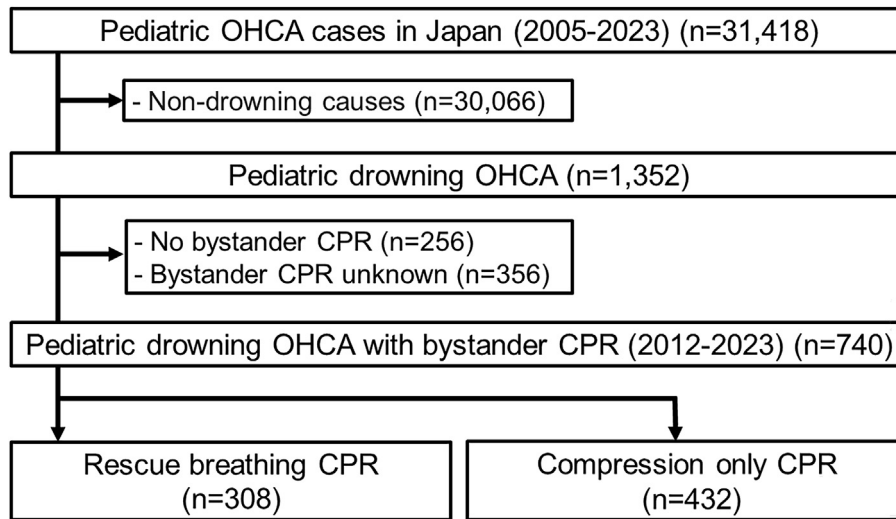 Pediatric OHCA cases in Japan (2005-2023) (n=31,418)
- Non-drowning causes (n=30,066)
Pediatric drowning OHCA (n=1,352)
- No bystander CPR (n=256)
- Bystander CPR unknown (n=356)
Pediatric drowning OHCA with bystander CPR (2012-2023) (n=740)
Rescue breathing CPR
(n=308)
Compression only CPR
(n=432)